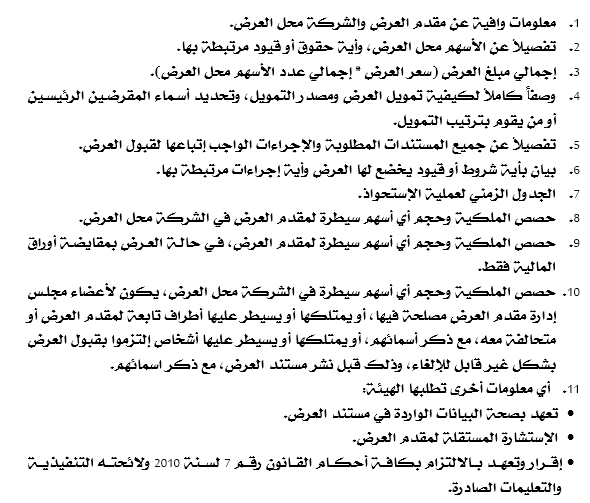 1. معلومات وافية عن مقدم العرض والشركة محل العرض.
2. تفصيلاً عن الأسهم محل العرض، وأية حقوق أو قيود مرتبطة بها.
3. إجمالي مبلغ العرض (سعر العرض * إجمالي عدد الأسهم محل العرض).
4. وصفاً كاملاً لكيفية تمويل العرض ومصدر التمويل، وتحديد أسماء المقرضين الرئيسين
أو من يقوم بترتيب التمويل.
5. تفصيلاً عن جميع المستندات المطلوبة والإجراءات الواجب إتباعها لقبول العرض.
6. بيان بأية شروط أو قيود يخضع لها العرض وأية إجراءات مرتبطة بها.
7. الجدول الزمني لعملية الإستحواذ.
8. حصص الملكية وحجم أي أسهم سيطرة لمقدم العرض في الشركة محل العرض.
9. حصص الملكية وحجم أي أسهم سيطرة لمقدم العرض، في حالة العرض بمقايضة أوراق
المالية فقط.
10. حصص الملكية وحجم أي أسهم سيطرة في الشركة محل العرض، يكون لأعضاء مجلس
إدارة مقدم العرض مصلحة فيها، أو يمتلكها أو يسيطر عليها أطراف تابعة لمقدم العرض أو
متحالفة معه، مع ذكر أسمائهم، أو يمتلكها أو يسيطر عليها أشخاص إلتزموا بقبول العرض
بشكل غير قابل للإلغاء، وذلك قبل نشر مستند العرض، مع ذكر اسمائهم.
11. أي معلومات أخرى تطلبها الهيئة:
• تعهد بصحة البيانات الواردة في مستند العرض.
• الإستشارة المستقلة لمقدم العرض.
• إقرار وتعهد بالالتزام بكافة أحكام القانون رقم 7 لسنة 2010 ولائحته التنفيذية
والتعليمات الصادرة.